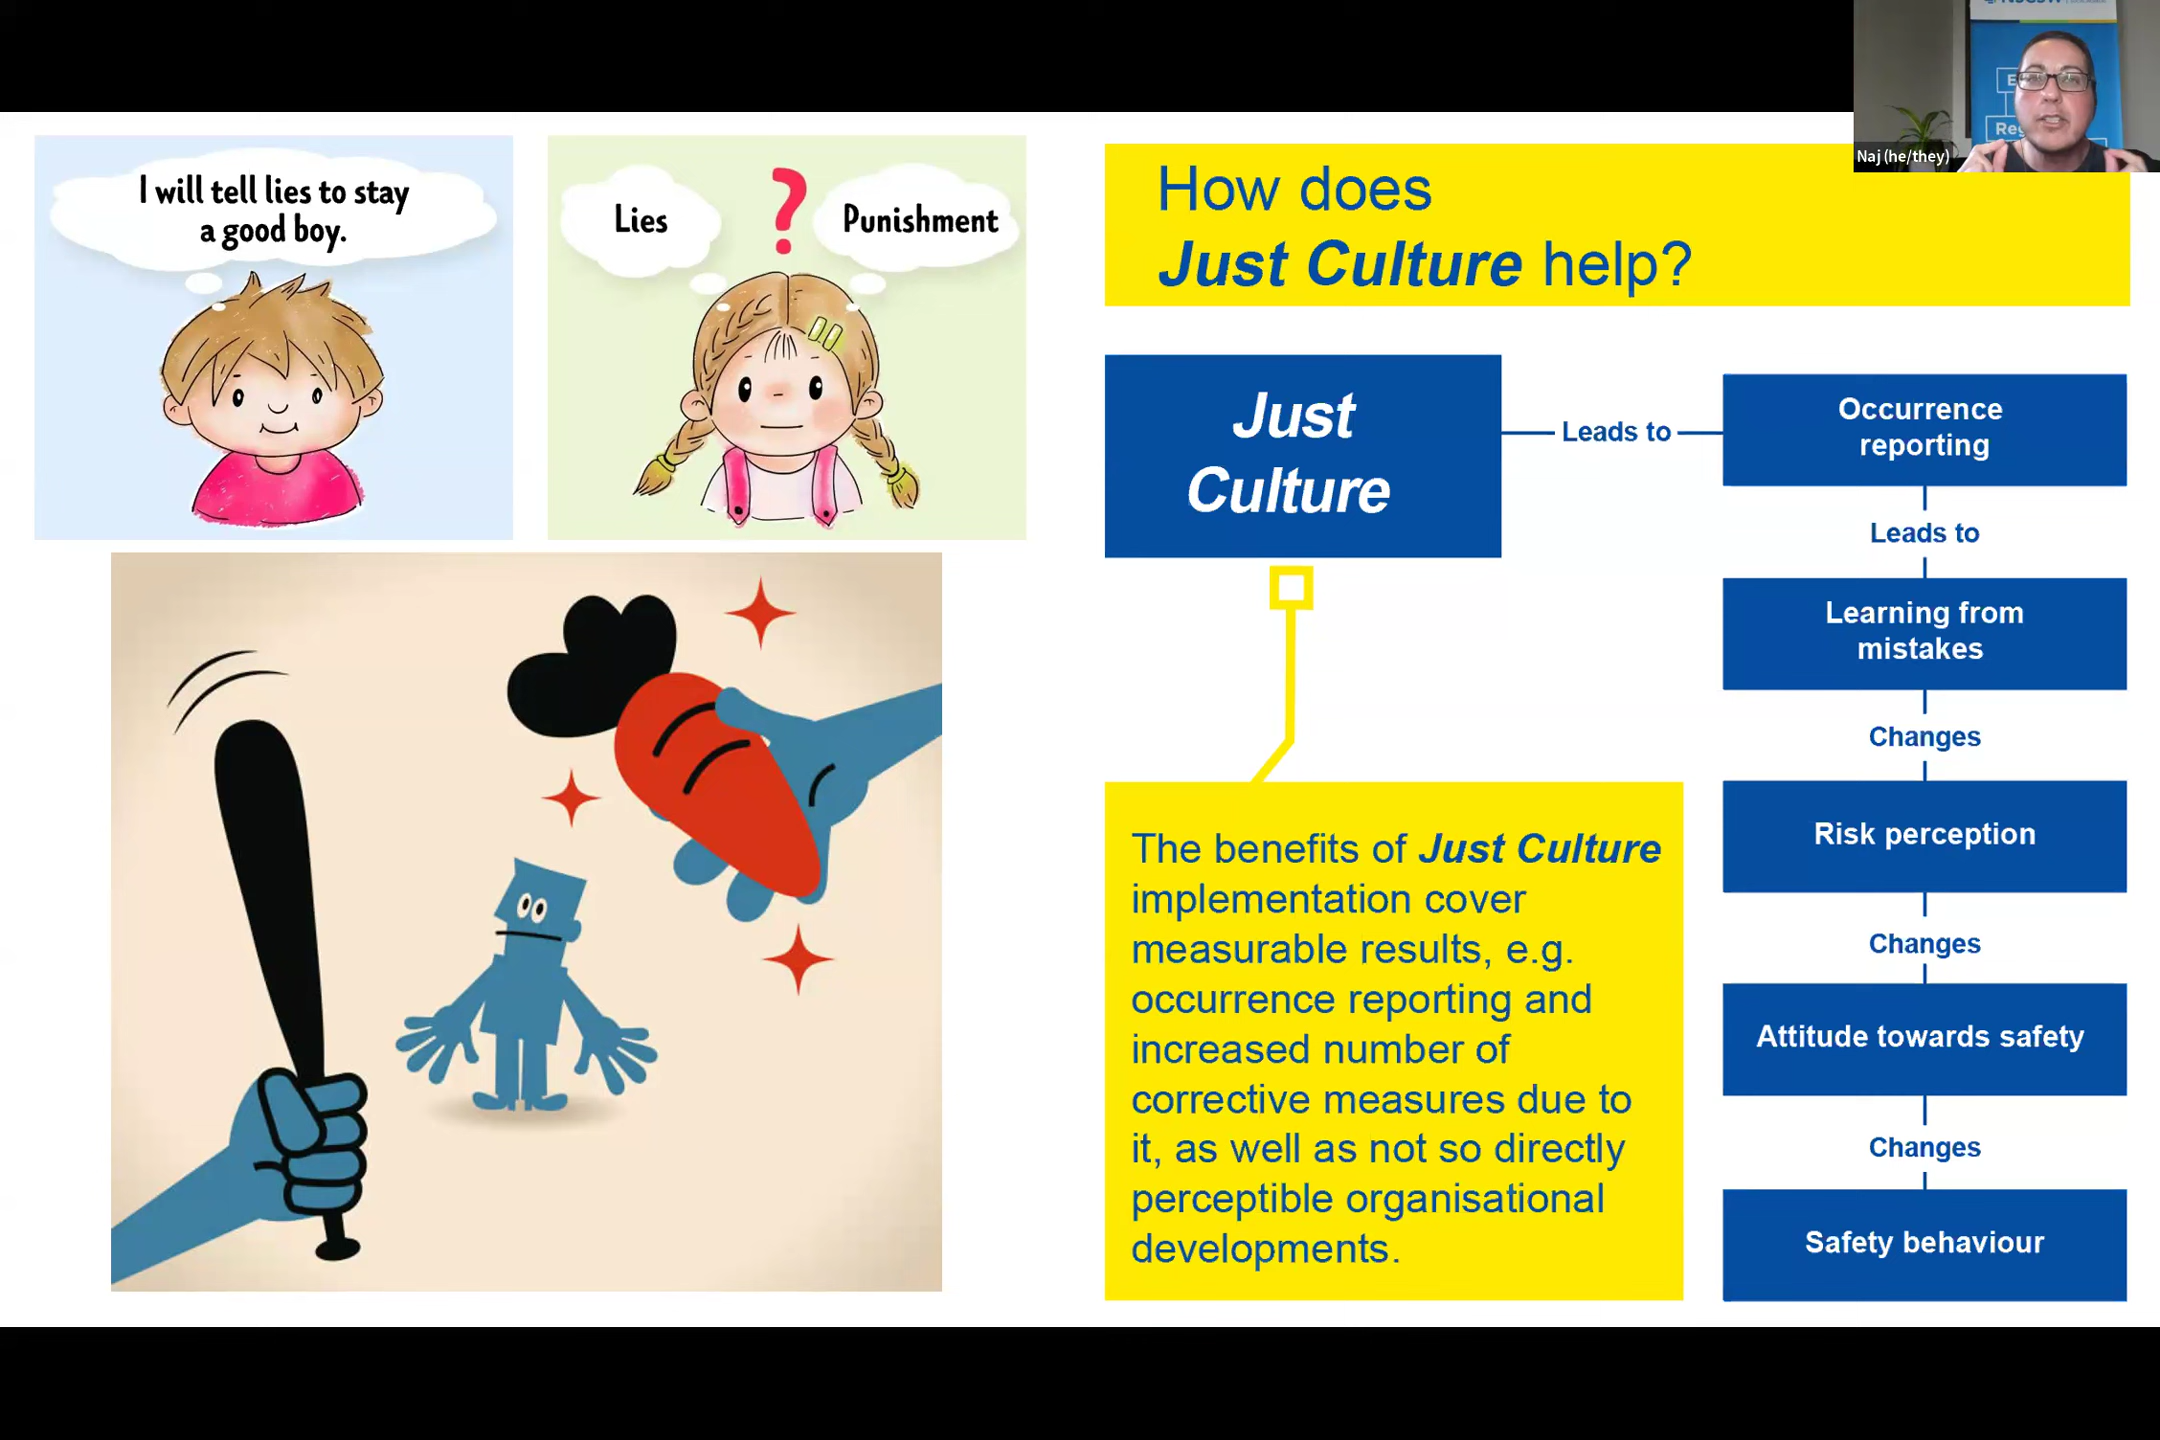 I will tell lies to stay
a good boy.
Lies
?
Punishment
How does
Just Culture help?
Naj (he/they)
Just
Culture
Leads to
Occurrence
reporting
Leads to
Learning from
mistakes
Changes
Risk perception
Changes
Attitude towards safety
Changes
Safety behaviour
The benefits of Just Culture
implementation cover
measurable results, e.g.
occurrence reporting and
increased number of
corrective measures due to
it, as well as not so directly
perceptible organisational
developments.